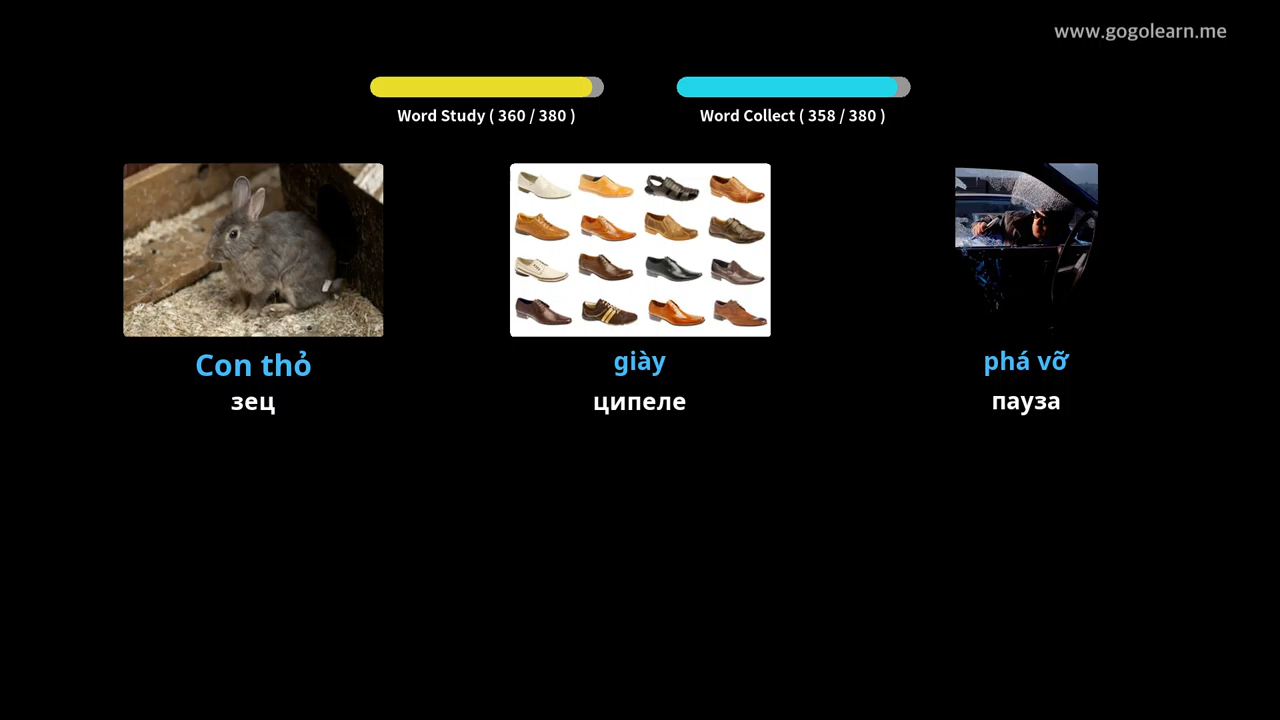 www.gogolearn.me
Word Study ( 360 / 380 )
Word Collect ( 358 / 380 )
Con thỏ
giày
phá vỡ
зец
ципеле
пауза